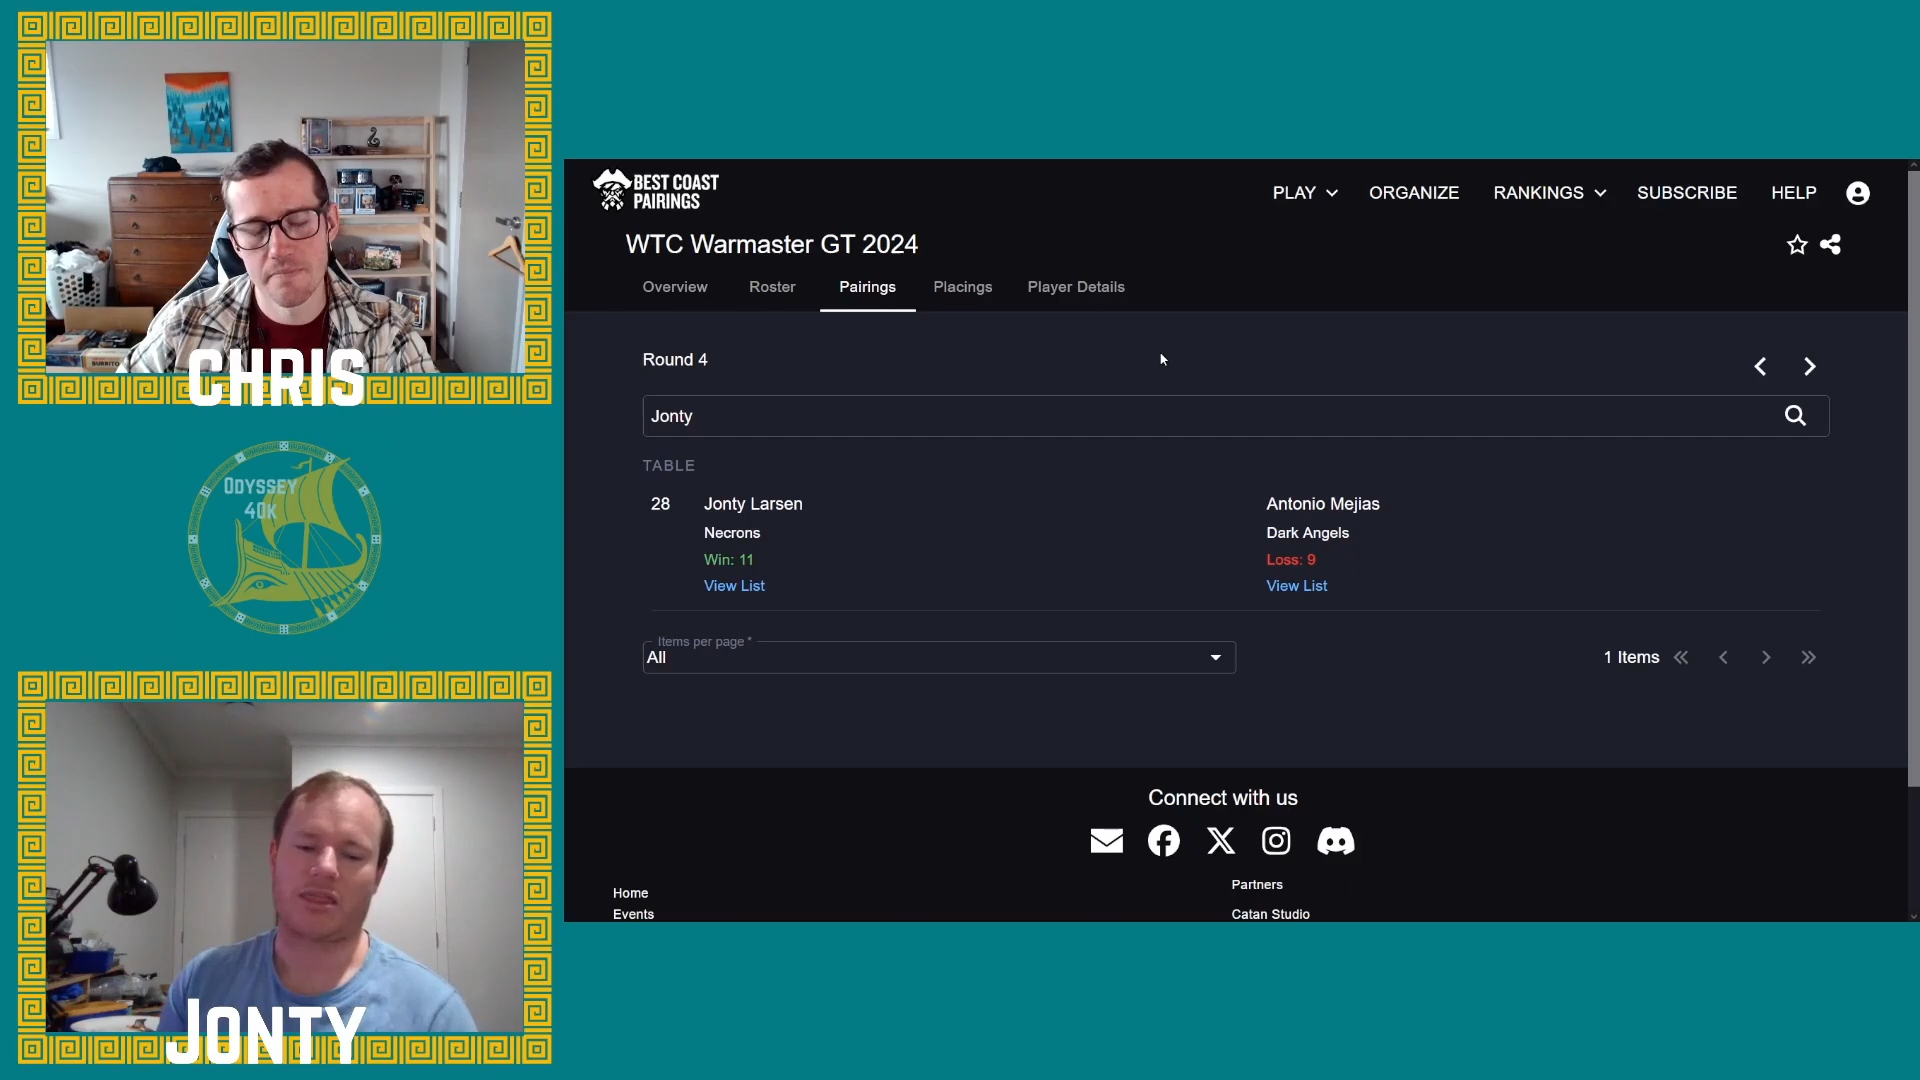 CHRIS
ODYSSEY
40K
JONTY
BURRITO
BEST COAST
PAIRINGS
PLAY
ORGANIZE
RANKINGS
SUBSCRIBE
HELP
WTC Warmaster GT 2024
Overview
Roster
Pairings
Placings
Player Details
Round 4
Jonty
TABLE
28
Jonty Larsen
Antonio Mejias
Necrons
Dark Angels
Win: 11
Loss: 9
View List
View List
Items per page *
All
1 Items
Connect with us
Home
Partners
Events
Catan Studio